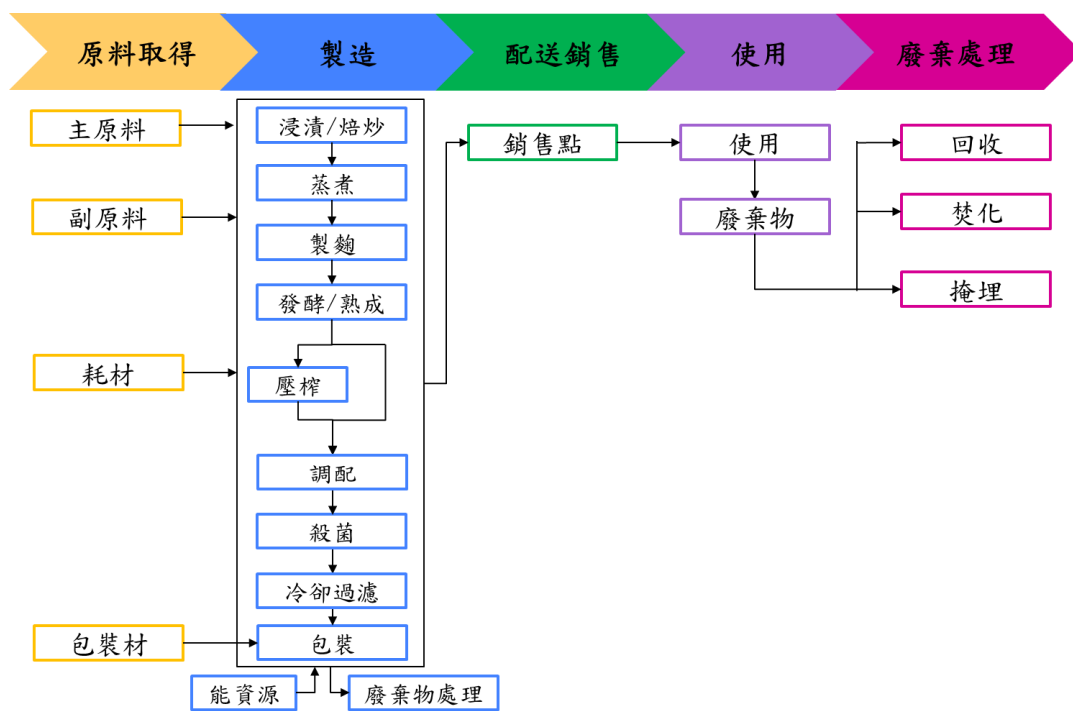 原料取得
製造
配送銷售
使用
廢棄處理
主原料
副原料
耗材
包裝材
浸漬/焙炒
蒸煮
製麴
發酵/熟成
壓榨
調配
殺菌
冷卻過濾
包裝
能資源
廢棄物處理
銷售點
使用
廢棄物
回收
焚化
掩埋